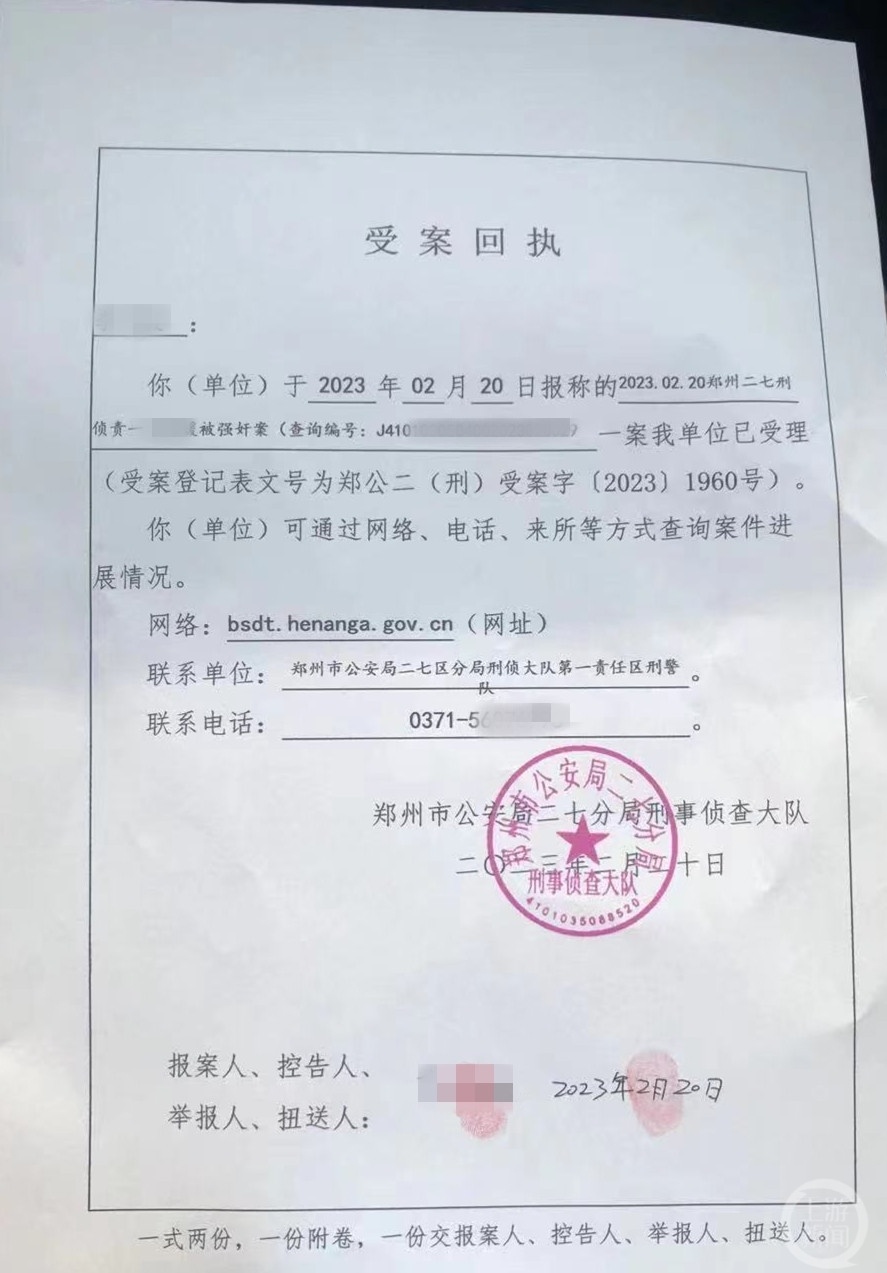 受案回执
：
你（单位）于 2023 年 02 月 20 日报称的2023.02.20郑州二七刑
侦责一 被强奸案（查询编号：J410 一案我单位已受理
（受案登记表文号为郑公二（刑）受案字〔2023〕1960号）。
你（单位）可通过网络、电话、来所等方式查询案件进
展情况。
网络：bsdt.henanga.gov.cn（网址）
联系单位：郑州市公安局二七区分局刑侦大队第一责任区刑警
队。
联系电话：0371-5 。
郑州市公安局二七分局刑事侦查大队
二〇二三年二月二十日
郑州市公安局二七分局
刑事侦查大队
4101035088520
报案人、控告人、
举报人、扭送人：
2023年2月20日
一式两份，一份附卷，一份交报案人、控告人、举报人、扭送人。
上游新闻